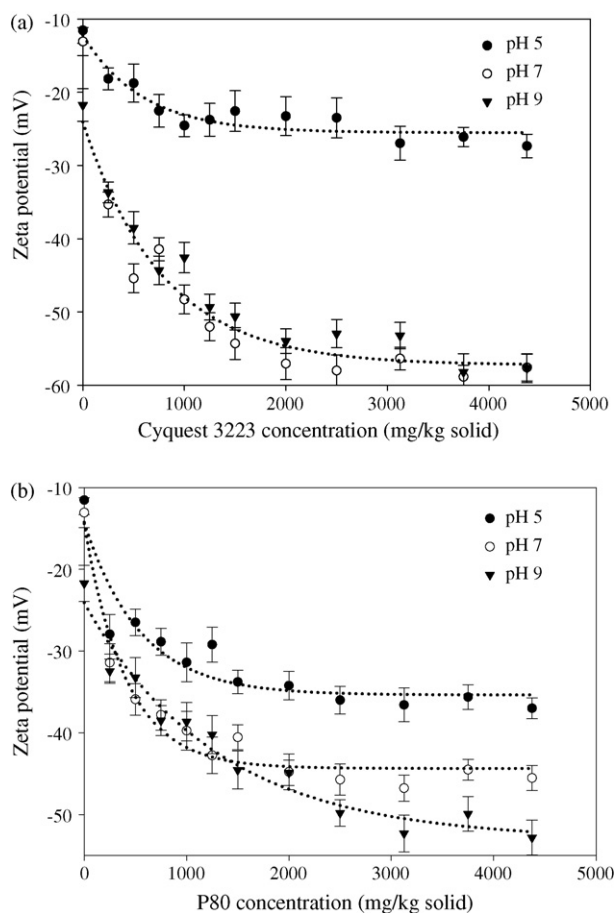 (a)
-10
-20
-30
-40
-50
-60
Zeta potential (mV)
pH 5
pH 7
pH 9
0 1000 2000 3000 4000 5000
Cyquest 3223 concentration (mg/kg solid)
(b)
-10
-20
-30
-40
-50
Zeta potential (mV)
pH 5
pH 7
pH 9
0 1000 2000 3000 4000 5000
P80 concentration (mg/kg solid)